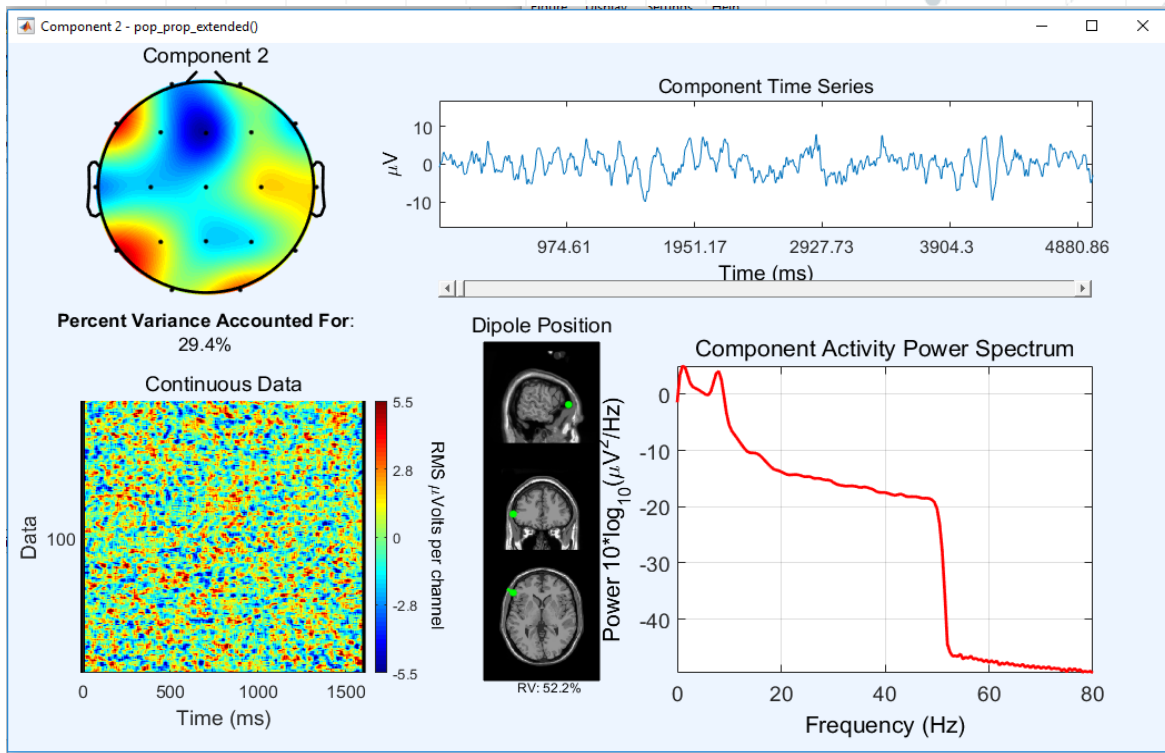 Figure Display Settings Help
Component 2 - pop_prop_extended()
Component 2
Component Time Series
μV
10
0
-10
974.61 1951.17 2927.73 3904.3 4880.86
Time (ms)
Percent Variance Accounted For:
29.4%
Continuous Data
Data
100
0 500 1000 1500
Time (ms)
5.5
2.8
0
-2.8
-5.5
RMS μVolts per channel
Dipole Position
RV: 52.2%
Component Activity Power Spectrum
Power 10*log10(μV2/Hz)
0
-10
-20
-30
-40
0 20 40 60 80
Frequency (Hz)